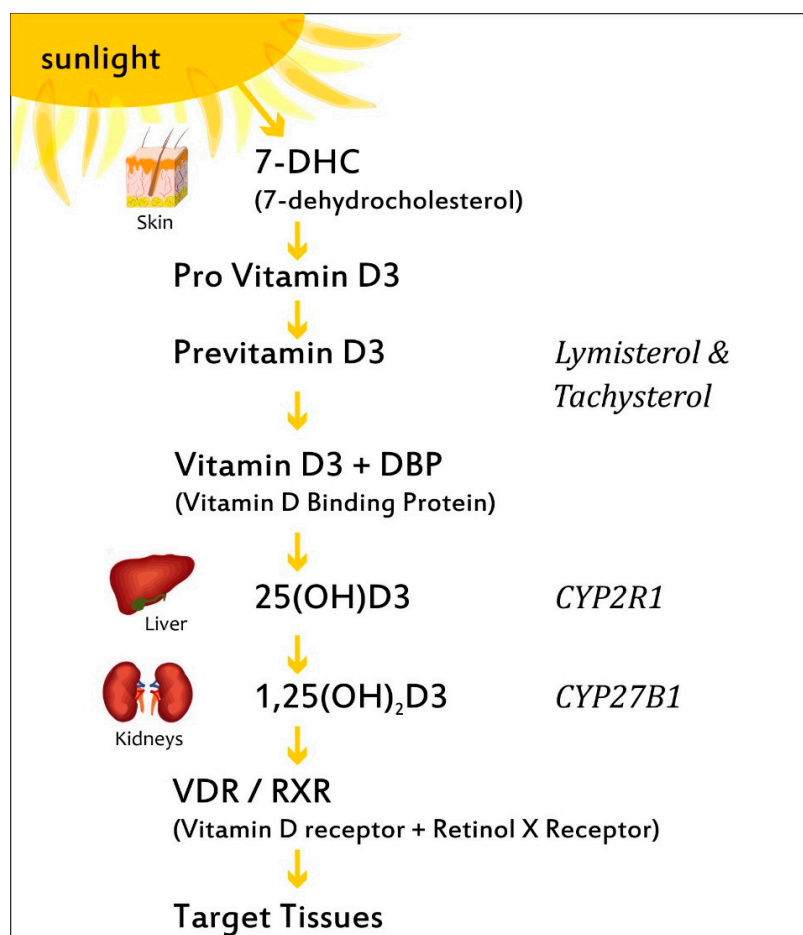 sunlight
7-DHC
(7-dehydrocholesterol)
Skin
Pro Vitamin D3
Previtamin D3
Lymisterol &
Tachysterol
Vitamin D3 + DBP
(Vitamin D Binding Protein)
Liver
25(OH)D3
CYP2R1
Kidneys
1,25(OH)₂D3
CYP27B1
VDR / RXR
(Vitamin D receptor + Retinol X Receptor)
Target Tissues